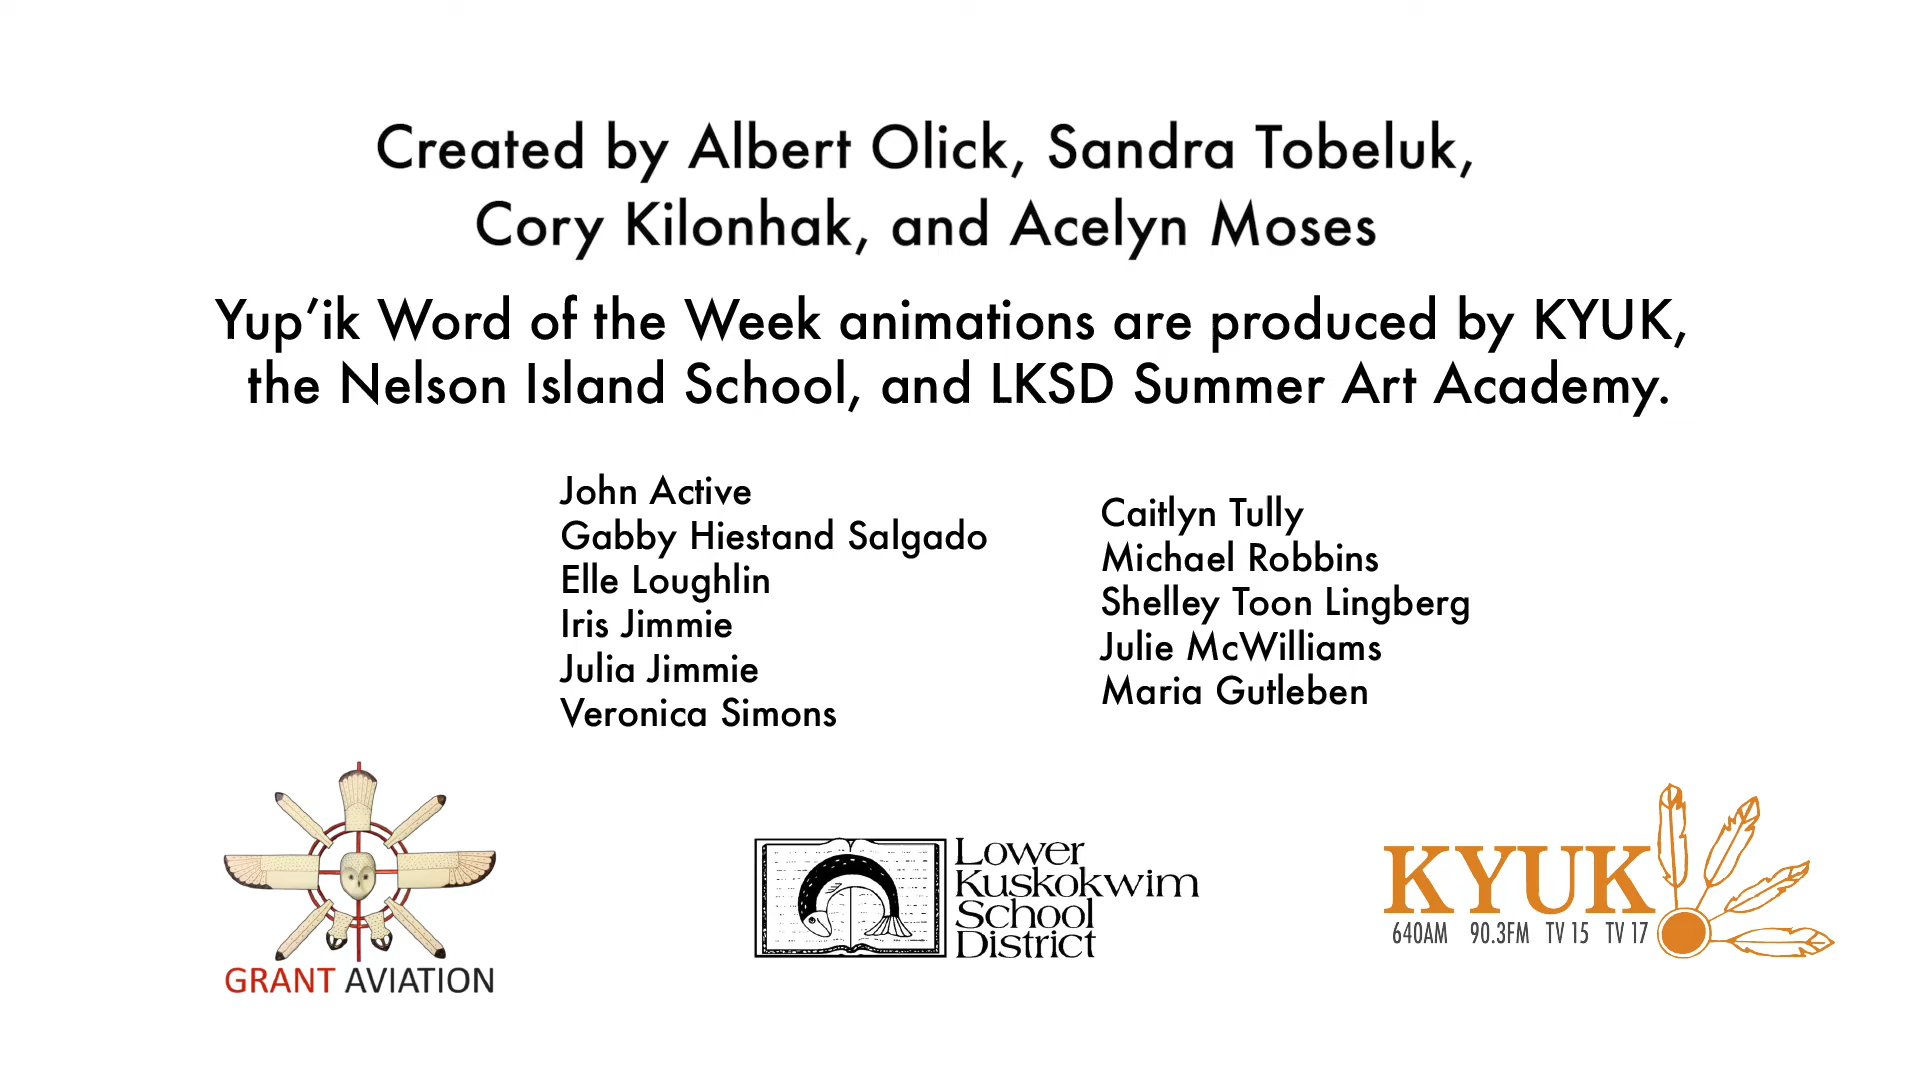 Created by Albert Olick, Sandra Tobeluk,
Cory Kilonhak, and Acelyn Moses
Yup’ik Word of the Week animations are produced by KYUK,
the Nelson Island School, and LKSD Summer Art Academy.
John Active
Gabby Hiestand Salgado
Elle Loughlin
Iris Jimmie
Julia Jimmie
Veronica Simons
Caitlyn Tully
Michael Robbins
Shelley Toon Lingberg
Julie McWilliams
Maria Gutleben
GRANT AVIATION
Lower
Kuskokwim
School
District
KYUK
640AM 90.3FM TV 15 TV 17